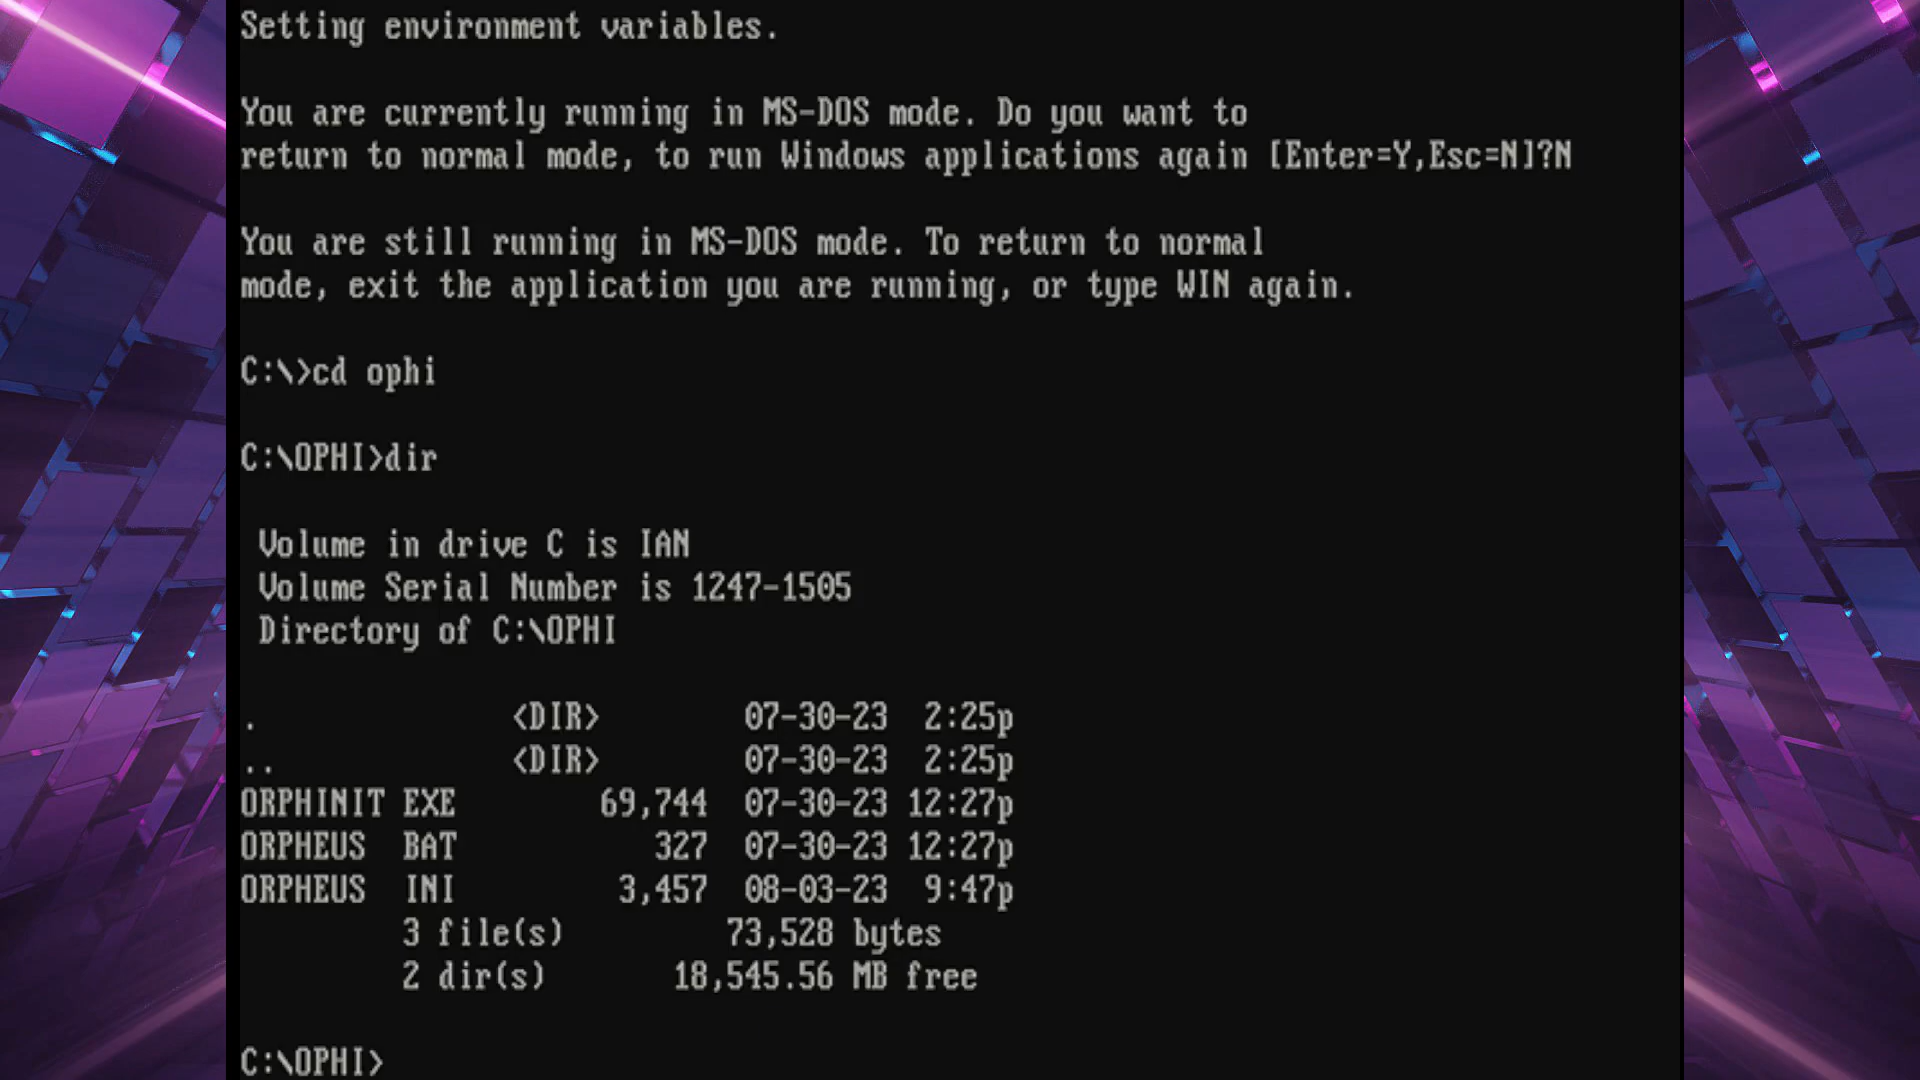 Setting environment variables.
You are currently running in MS-DOS mode. Do you want to
return to normal mode, to run Windows applications again [Enter=Y,Esc=N]?N
You are still running in MS-DOS mode. To return to normal
mode, exit the application you are running, or type WIN again.
C:\>cd ophi
C:\OPHI>dir
Volume in drive C is IAN
Volume Serial Number is 1247-1505
Directory of C:\OPHI
. <DIR> 07-30-23 2:25p
.. <DIR> 07-30-23 2:25p
ORPHINIT EXE 69,744 07-30-23 12:27p
ORPHEUS BAT 327 07-30-23 12:27p
ORPHEUS INI 3,457 08-03-23 9:47p
3 file(s) 73,528 bytes
2 dir(s) 18,545.56 MB free
C:\OPHI>